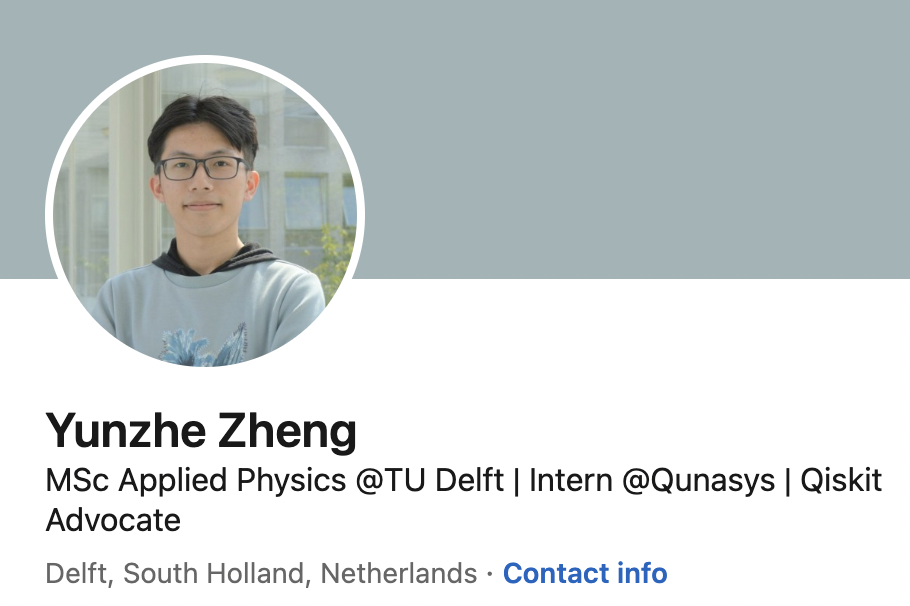 Yunzhe Zheng
MSc Applied Physics @TU Delft | Intern @Qunasys | Qiskit
Advocate
Delft, South Holland, Netherlands · Contact info